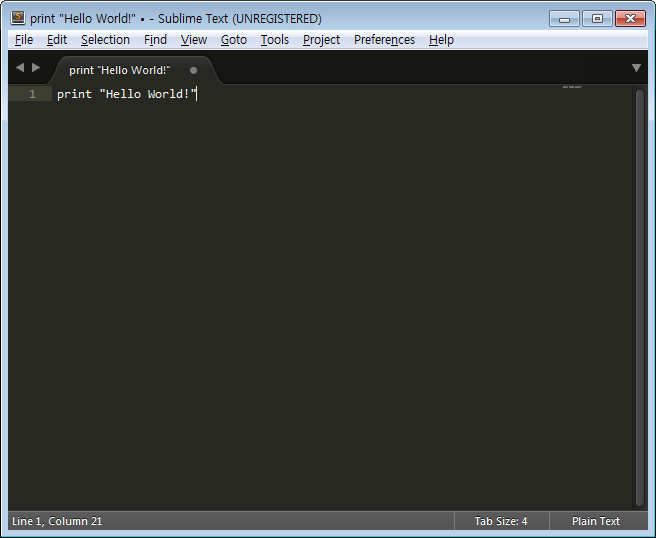 print "Hello World!" • - Sublime Text (UNREGISTERED)
File Edit Selection Find View Goto Tools Project Preferences Help
print "Hello World!"
1 print "Hello World!"
Line 1, Column 21 Tab Size: 4 Plain Text